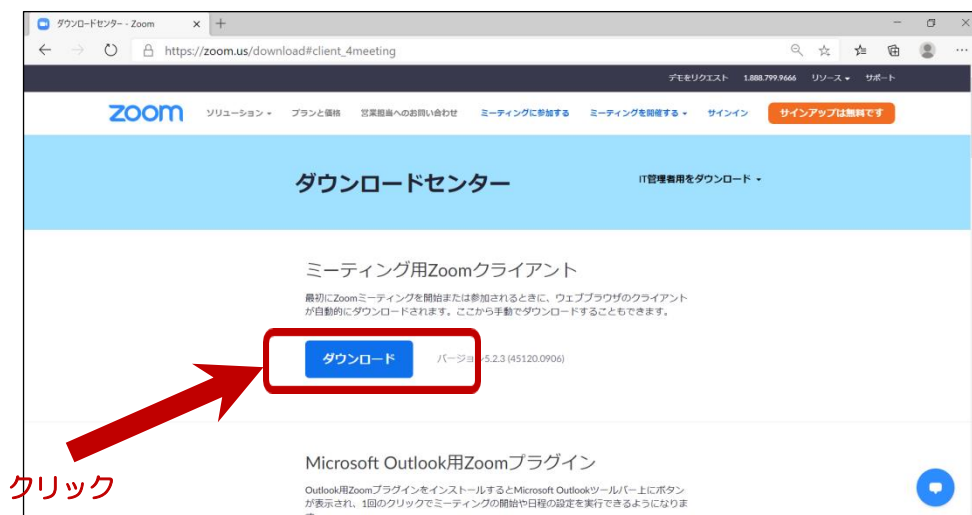 ダウンロードセンター - Zoom
https://zoom.us/download#client_4meeting
デモをリクエスト 1.888.799.9666 リソース サポート
zoom ソリューション プランと価格 営業担当へのお問い合わせ ミーティングに参加する ミーティングを開催する サインイン サインアップは無料です
ダウンロードセンター IT管理者用をダウンロード
ミーティング用Zoomクライアント
最初にZoomミーティングを開始または参加されるときに、ウェブブラウザのクライアント
が自動的にダウンロードされます。ここから手動でダウンロードすることもできます。
ダウンロード バージョン5.2.3 (45120.0906)
クリック
Microsoft Outlook用Zoomプラグイン
Outlook用ZoomプラグインをインストールするとMicrosoft Outlookツールバー上にボタン
が表示され、1回のクリックでミーティングの開始や日程の設定を実行できるようになりま